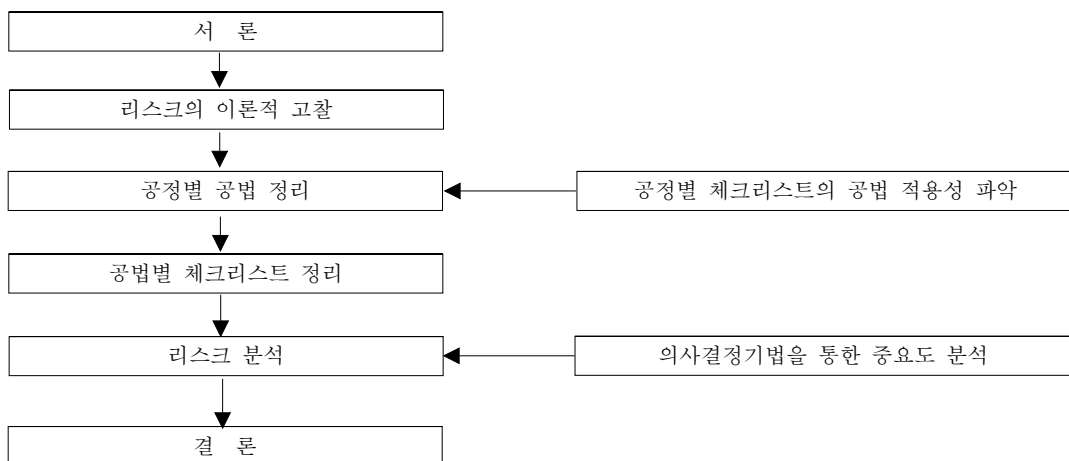 서 론
리스크의 이론적 고찰
공정별 공법 정리
공정별 체크리스트의 공법 적용성 파악
공법별 체크리스트 정리
리스크 분석
의사결정기법을 통한 중요도 분석
결 론